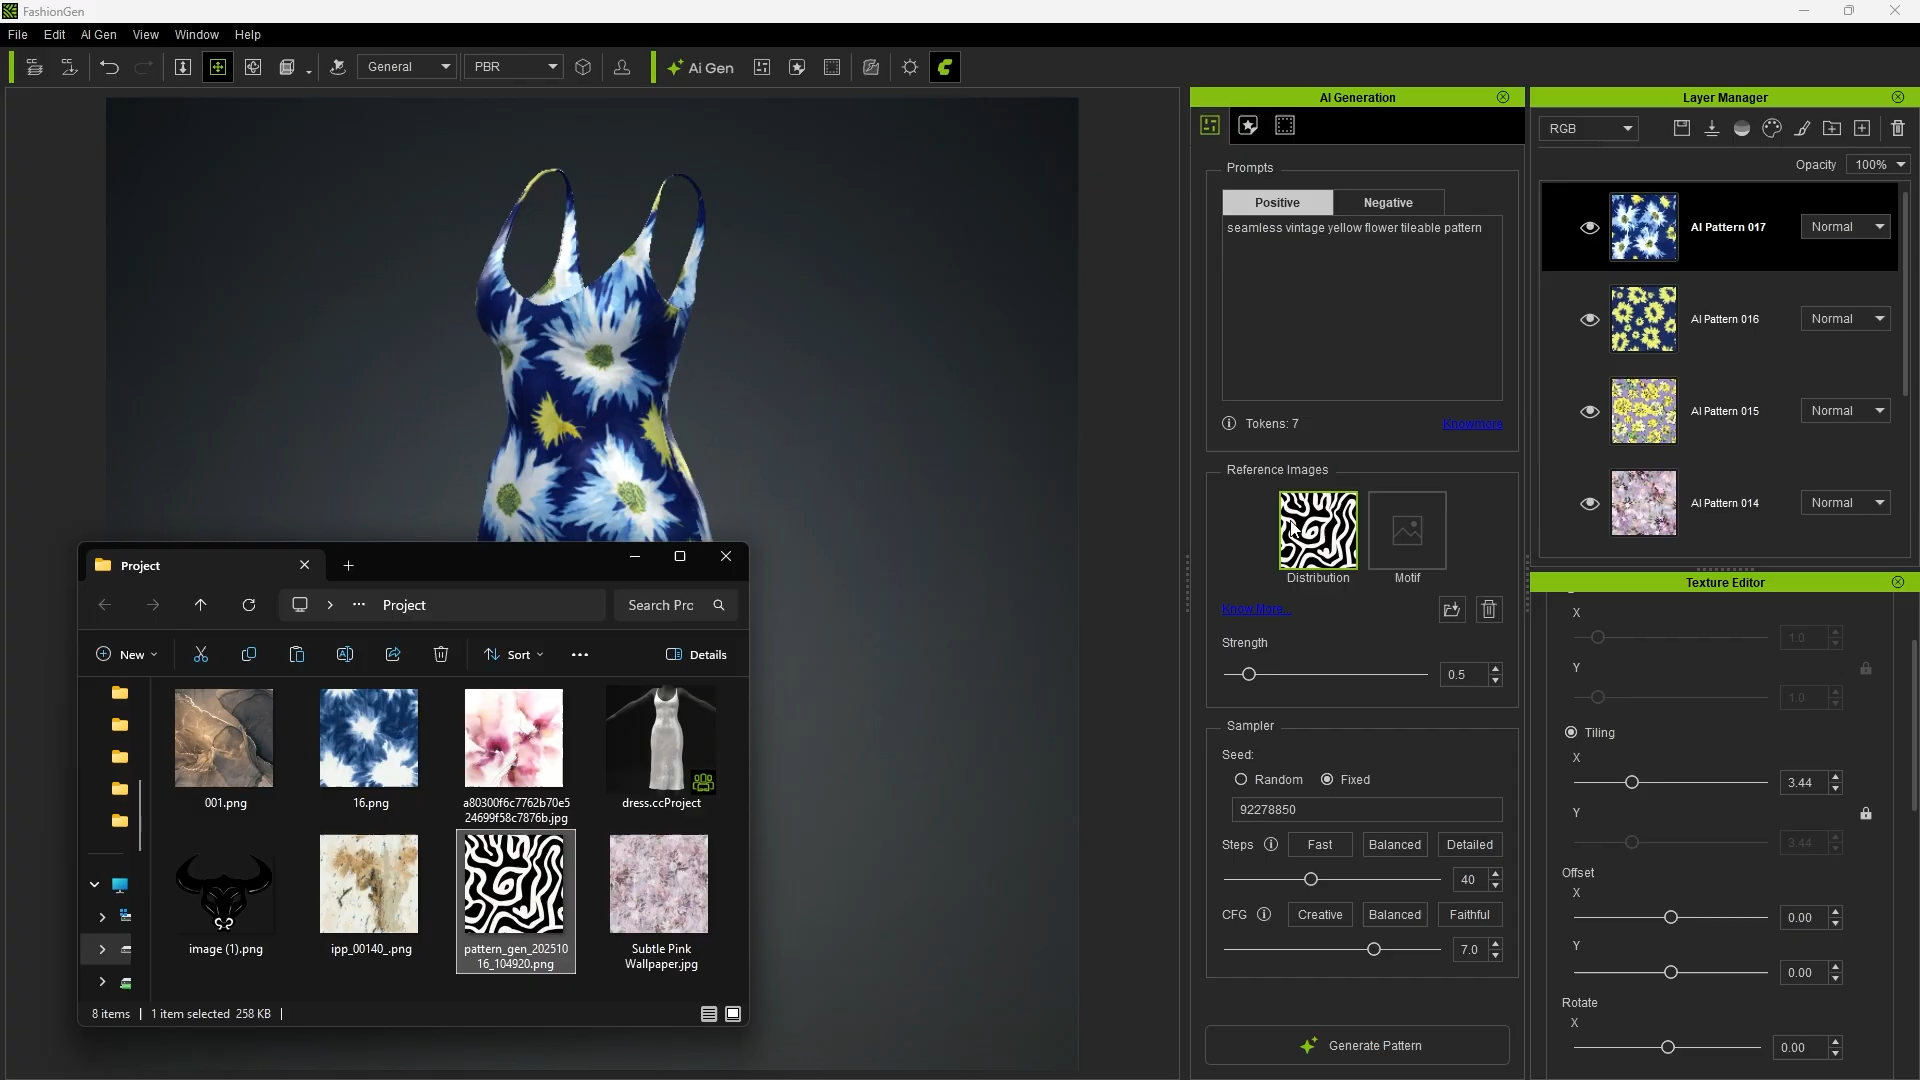 FashionGen
File Edit AI Gen View Window Help
General PBR Ai Gen
AI Generation
Prompts
Positive Negative
seamless vintage yellow flower tileable pattern
Tokens: 7 Knowmore
Reference Images
Distribution Motif
Know More...
Strength
0.5
Sampler
Seed:
Random Fixed
92278850
Steps Fast Balanced Detailed
40
CFG Creative Balanced Faithful
7.0
Generate Pattern
Layer Manager
RGB
Opacity 100%
AI Pattern 017 Normal
AI Pattern 016 Normal
AI Pattern 015 Normal
AI Pattern 014 Normal
Texture Editor
X
1.0
Y
1.0
Tiling
X
3.44
Y
3.44
Offset
X
0.00
Y
0.00
Rotate
X
0.00
Project
Project Search Prc
New Sort Details
001.png
16.png
a80300f6c7762b70e5
24699f58c7876b.jpg
dress.ccProject
image (1).png
ipp_00140_.png
pattern_gen_202510
16_104920.png
Subtle Pink
Wallpaper.jpg
8 items 1 item selected 258 KB